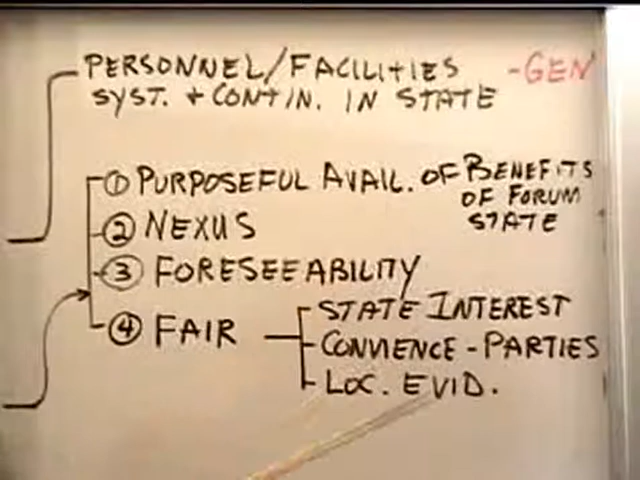 PERSONNEL/FACILITIES -GEN
SYST. + CONTIN. IN STATE
① PURPOSEFUL AVAIL. OF BENEFITS
OF FORUM
STATE
② NEXUS
③ FORESEEABILITY
④ FAIR
STATE INTEREST
CONVIENCE - PARTIES
LOC. EVID.